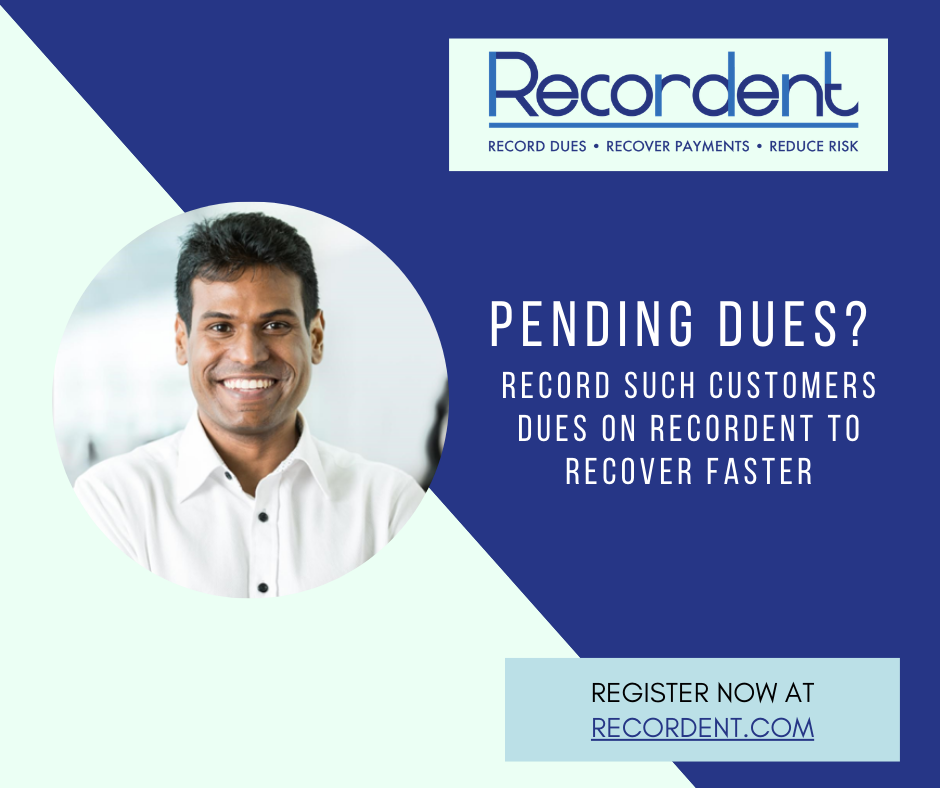 Recordent
RECORD DUES • RECOVER PAYMENTS • REDUCE RISK
PENDING DUES?
RECORD SUCH CUSTOMERS
DUES ON RECORDENT TO
RECOVER FASTER
REGISTER NOW AT
RECORDENT.COM